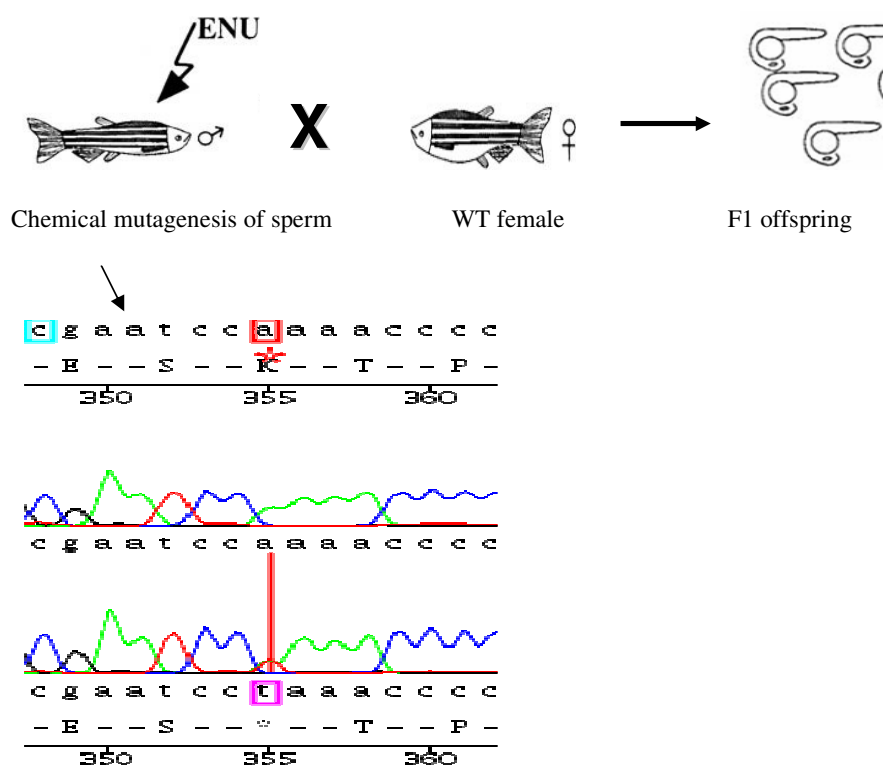 ENU
X
♂ ♀
Chemical mutagenesis of sperm WT female F1 offspring
c g a a t c c a a a a c c c c
- E - - S - - K - - T - - P -
350 355 360
c g a a t c c a a a a c c c c
c g a a t c c t a a a c c c c
- E - - S - - * - - T - - P -
350 355 360